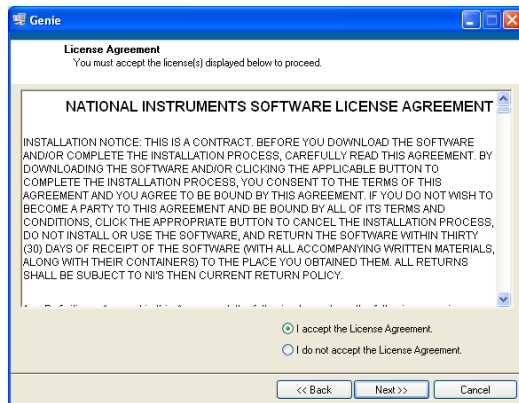 Genie
License Agreement
You must accept the license(s) displayed below to proceed.
NATIONAL INSTRUMENTS SOFTWARE LICENSE AGREEMENT
INSTALLATION NOTICE: THIS IS A CONTRACT. BEFORE YOU DOWNLOAD THE SOFTWARE
AND/OR COMPLETE THE INSTALLATION PROCESS, CAREFULLY READ THIS AGREEMENT. BY
DOWNLOADING THE SOFTWARE AND/OR CLICKING THE APPLICABLE BUTTON TO
COMPLETE THE INSTALLATION PROCESS, YOU CONSENT TO THE TERMS OF THIS
AGREEMENT AND YOU AGREE TO BE BOUND BY THIS AGREEMENT. IF YOU DO NOT WISH TO
BECOME A PARTY TO THIS AGREEMENT AND BE BOUND BY ALL OF ITS TERMS AND
CONDITIONS, CLICK THE APPROPRIATE BUTTON TO CANCEL THE INSTALLATION PROCESS,
DO NOT INSTALL OR USE THE SOFTWARE, AND RETURN THE SOFTWARE WITHIN THIRTY
(30) DAYS OF RECEIPT OF THE SOFTWARE (WITH ALL ACCOMPANYING WRITTEN MATERIALS,
ALONG WITH THEIR CONTAINERS) TO THE PLACE YOU OBTAINED THEM. ALL RETURNS
SHALL BE SUBJECT TO NI'S THEN CURRENT RETURN POLICY.
I accept the License Agreement.
I do not accept the License Agreement.
<< Back
Next >>
Cancel